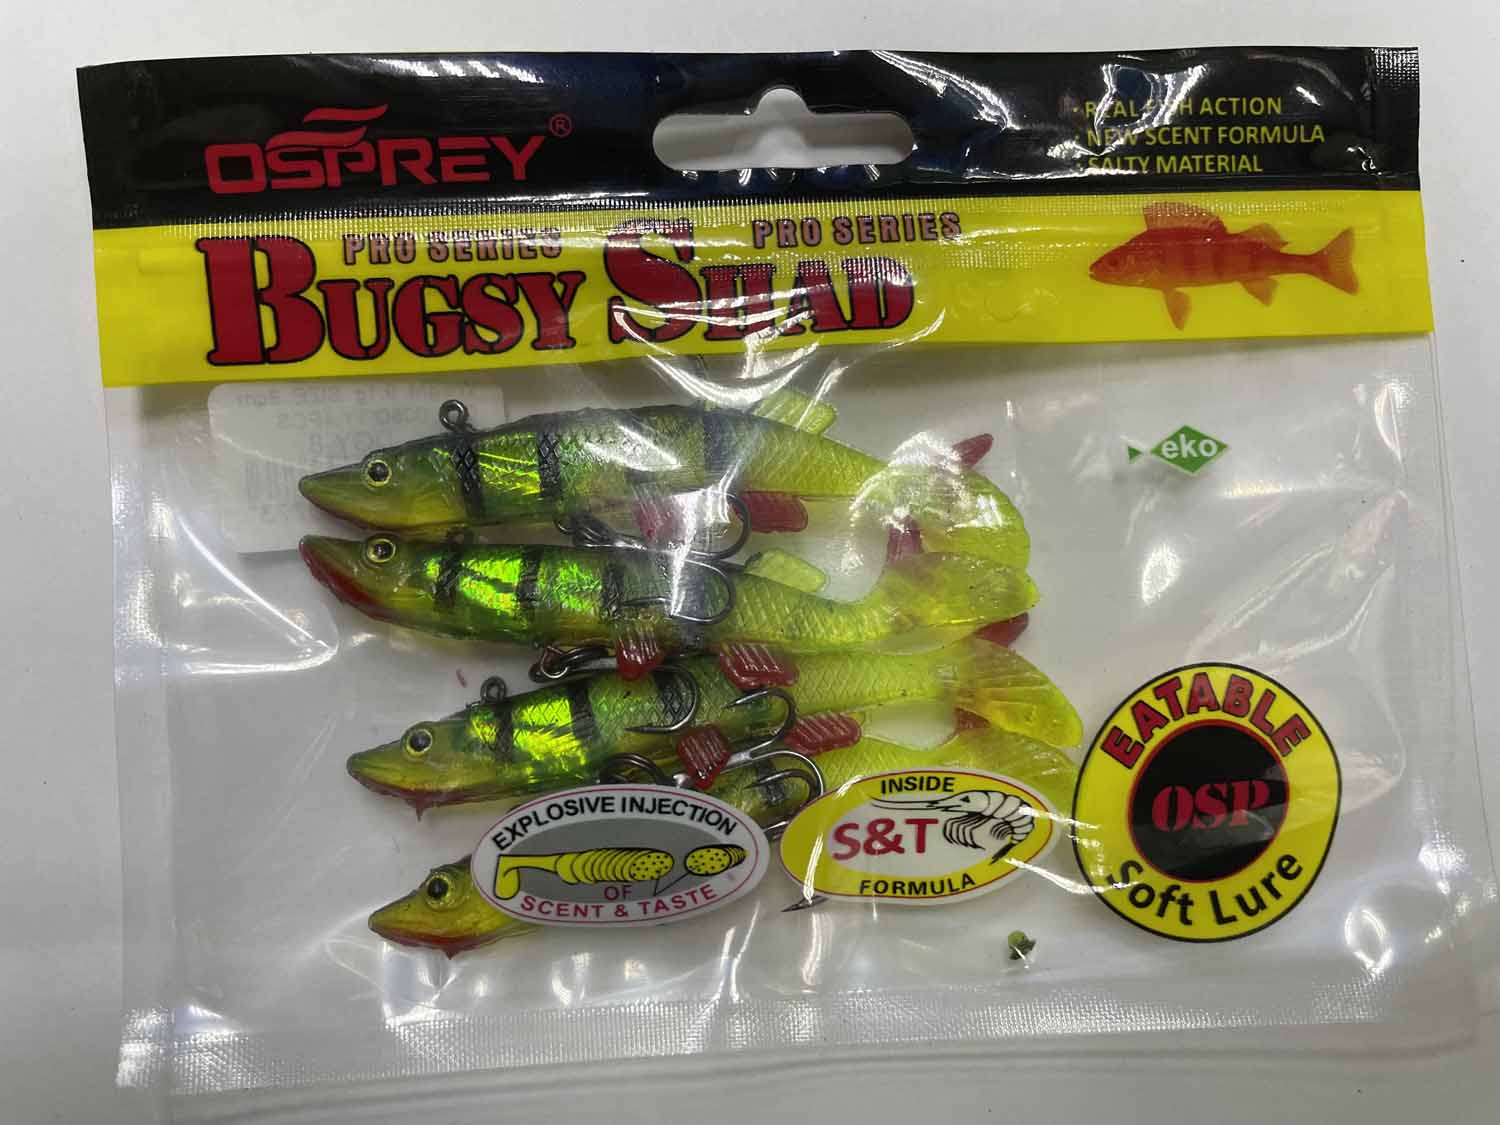 OSPREY®
· REAL FISH ACTION
· NEW SCENT FORMULA
· SALTY MATERIAL
PRO SERIES PRO SERIES
BUGSY SHAD
eko
EXPLOSIVE INJECTION
OF
SCENT & TASTE
INSIDE
S&T
FORMULA
EATABLE
OSP
Soft Lure